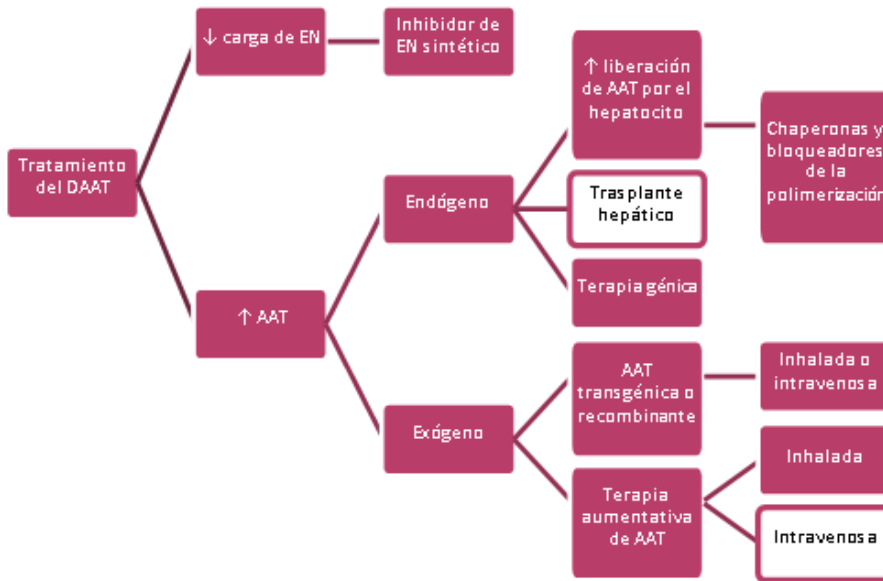 Tratamiento
del DAAT
↓ carga de EN
Inhibidor de
EN sintético
↑ AAT
Endógeno
↑ liberación
de AAT por el
hepatocito
Chaperonas y
bloqueadores
de la
polimerización
Trasplante
hepático
Terapia génica
Exógeno
AAT
transgénica o
recombinante
Inhalada o
intravenosa
Terapia
aumentativa
de AAT
Inhalada
Intravenosa